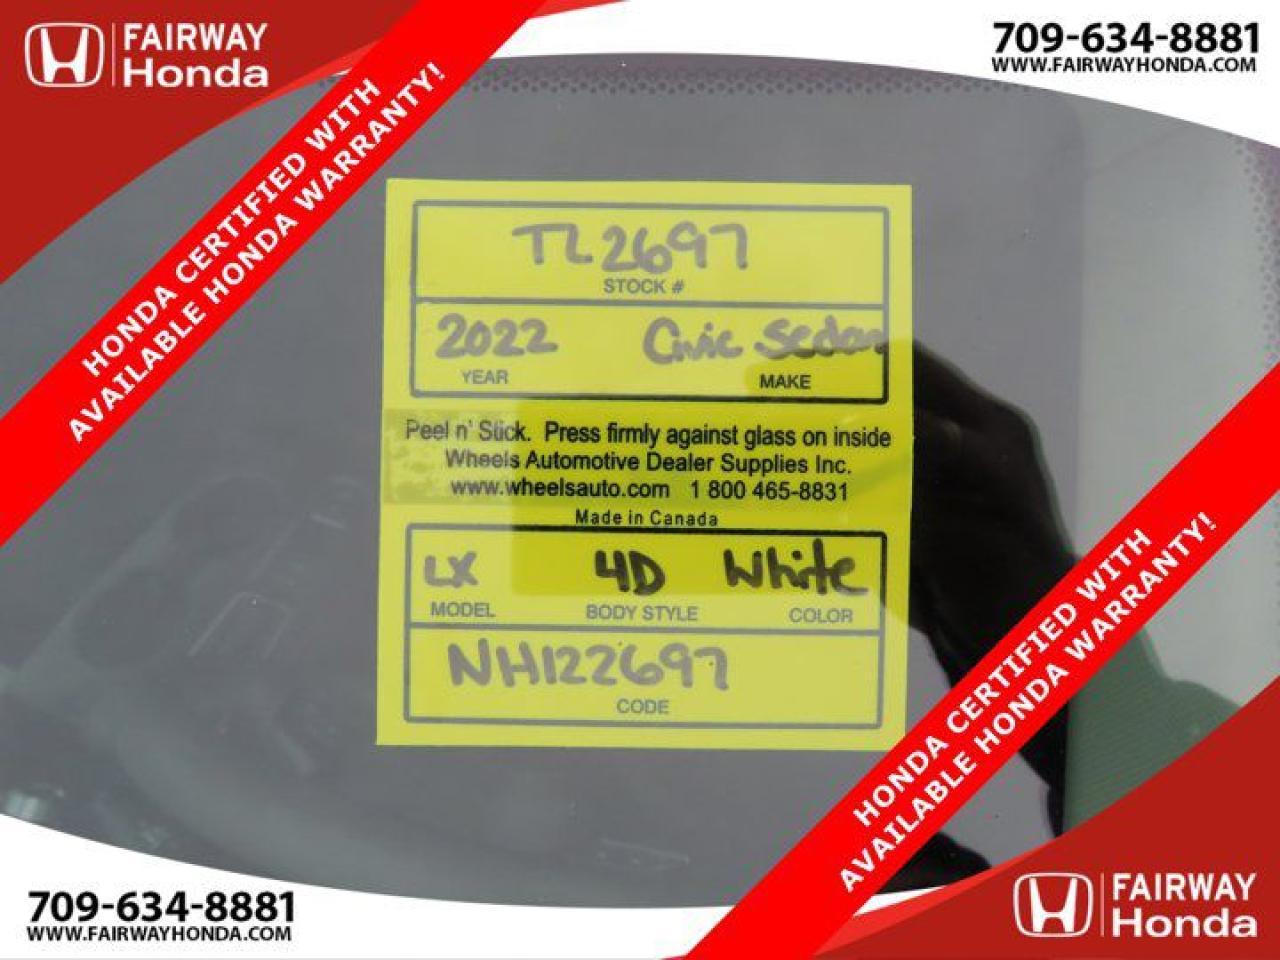 FAIRWAY
Honda
709-634-8881
WWW.FAIRWAYHONDA.COM
HONDA CERTIFIED WITH
AVAILABLE HONDA WARRANTY!
TL2697
STOCK #
2022 Civic Sedan
YEAR MAKE
Peel n' Stick. Press firmly against glass on inside
Wheels Automotive Dealer Supplies Inc.
www.wheelsauto.com 1 800 465-8831
Made in Canada
LX 4D White
MODEL BODY STYLE COLOR
NH122697
CODE
HONDA CERTIFIED WITH
AVAILABLE HONDA WARRANTY!
709-634-8881
WWW.FAIRWAYHONDA.COM
FAIRWAY
Honda